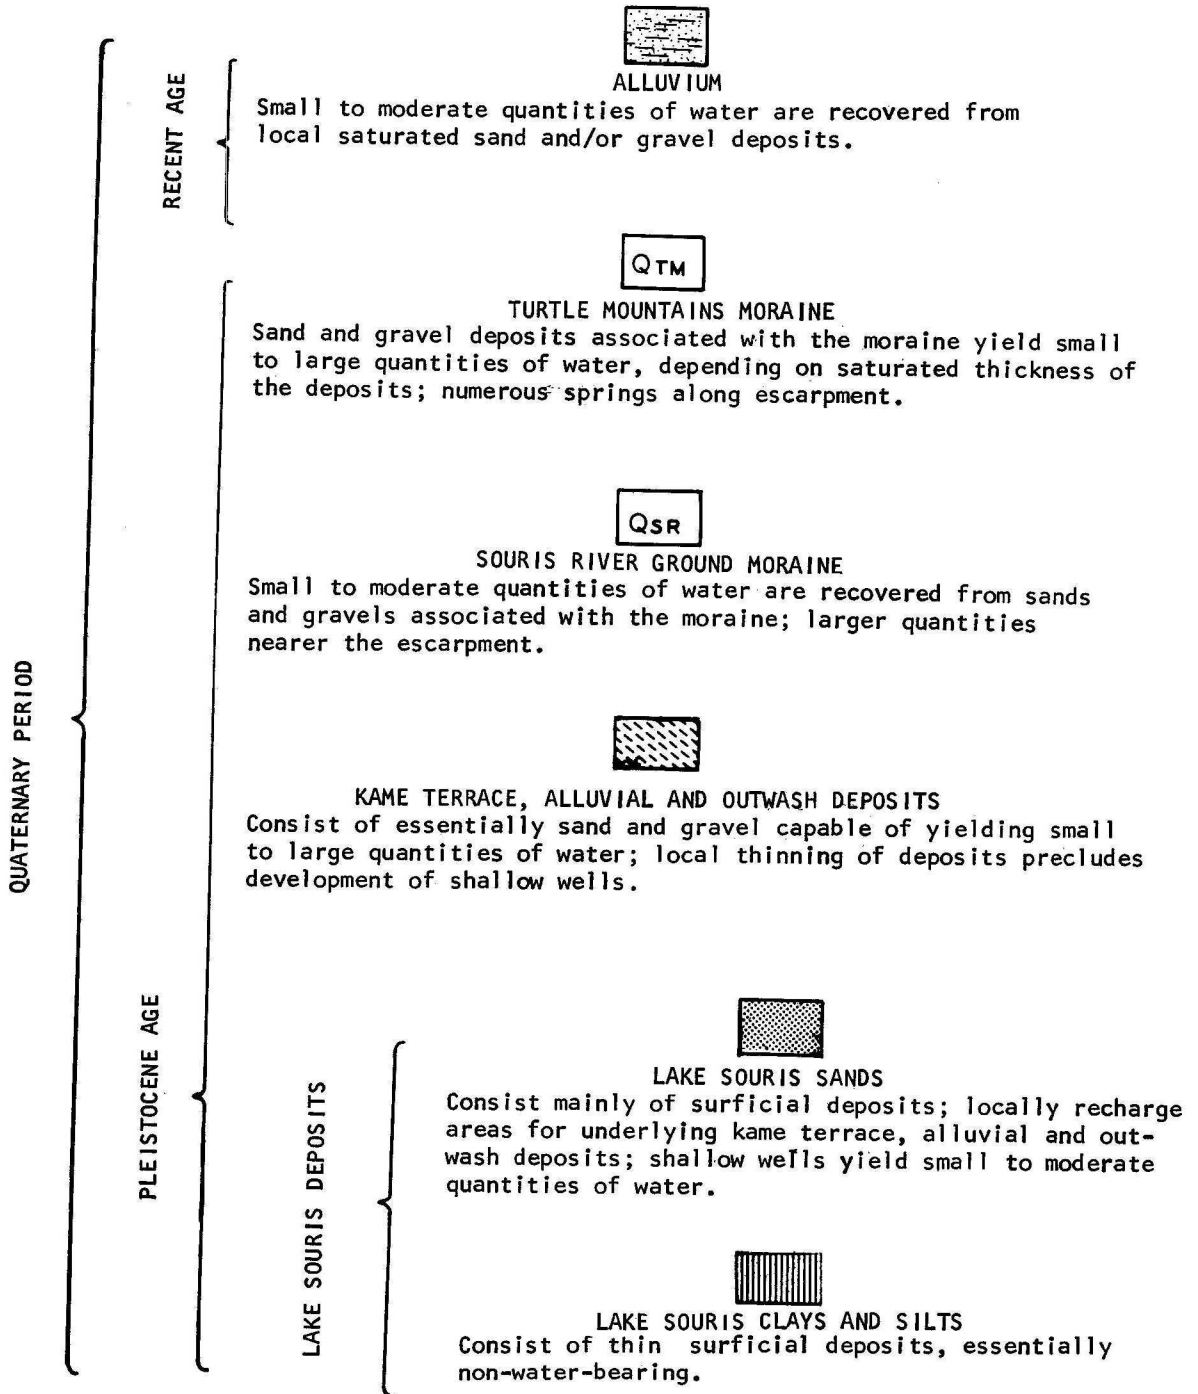 QUATERNARY PERIOD
RECENT AGE
ALLUVIUM
Small to moderate quantities of water are recovered from
local saturated sand and/or gravel deposits.
PLEISTOCENE AGE
QTM
TURTLE MOUNTAINS MORAINE
Sand and gravel deposits associated with the moraine yield small
to large quantities of water, depending on saturated thickness of
the deposits; numerous springs along escarpment.
QSR
SOURIS RIVER GROUND MORAINE
Small to moderate quantities of water are recovered from sands
and gravels associated with the moraine; larger quantities
nearer the escarpment.
KAME TERRACE, ALLUVIAL AND OUTWASH DEPOSITS
Consist of essentially sand and gravel capable of yielding small
to large quantities of water; local thinning of deposits precludes
development of shallow wells.
LAKE SOURIS DEPOSITS
LAKE SOURIS SANDS
Consist mainly of surficial deposits; locally recharge
areas for underlying kame terrace, alluvial and out-
wash deposits; shallow wells yield small to moderate
quantities of water.
LAKE SOURIS CLAYS AND SILTS
Consist of thin surficial deposits, essentially
non-water-bearing.